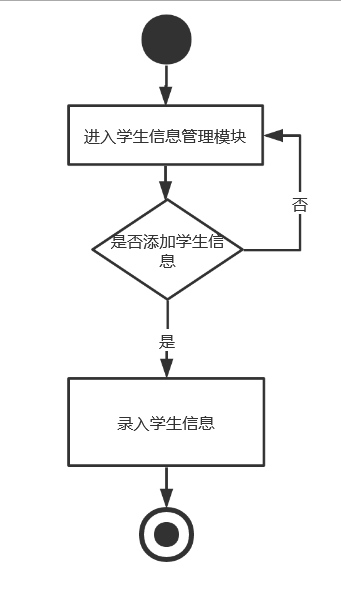 进入学生信息管理模块
是否添加学生信
息
否
是
录入学生信息